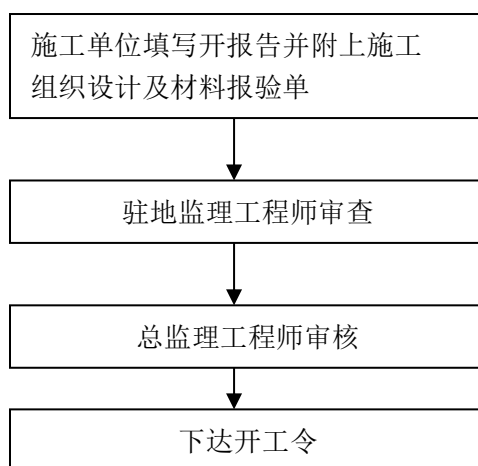 施工单位填写开报告并附上施工
组织设计及材料报验单
驻地监理工程师审查
总监理工程师审核
下达开工令